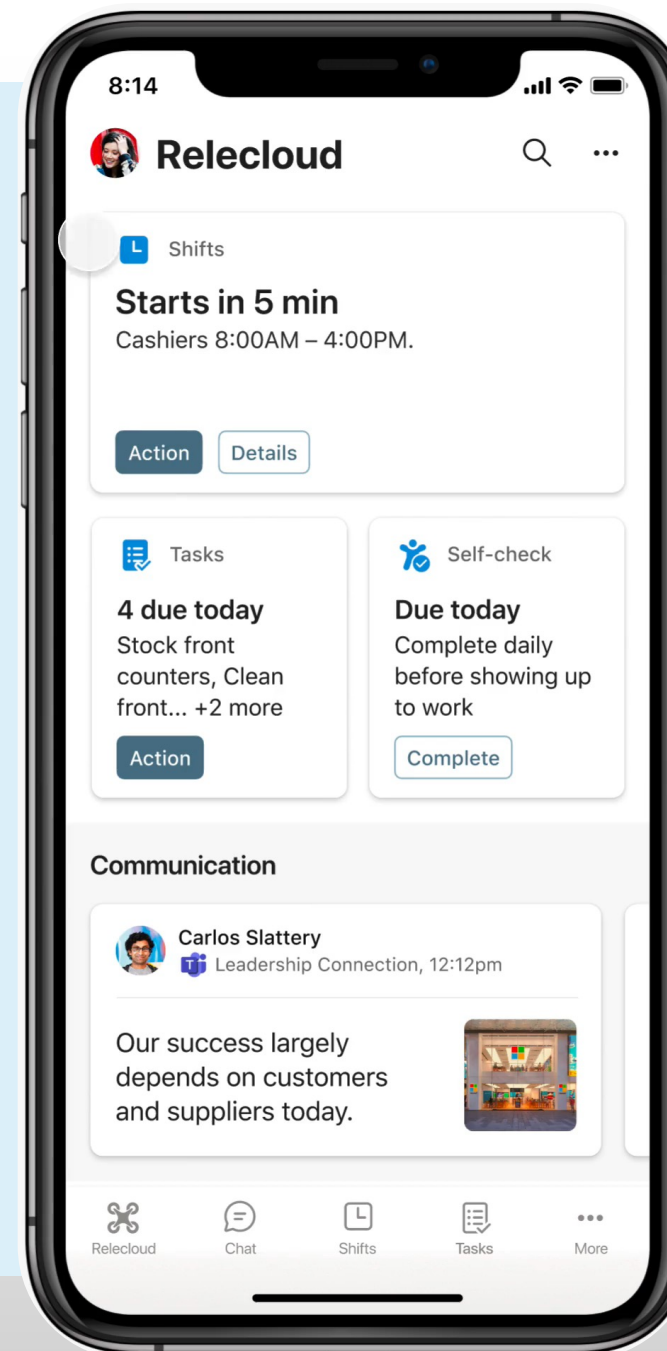 8:14
Relecloud
Shifts
Starts in 5 min
Cashiers 8:00AM – 4:00PM.
Action
Details
Tasks
4 due today
Stock front
counters, Clean
front... +2 more
Action
Self-check
Due today
Complete daily
before showing up
to work
Complete
Communication
Carlos Slattery
Leadership Connection, 12:12pm
Our success largely
depends on customers
and suppliers today.
Relecloud
Chat
Shifts
Tasks
More